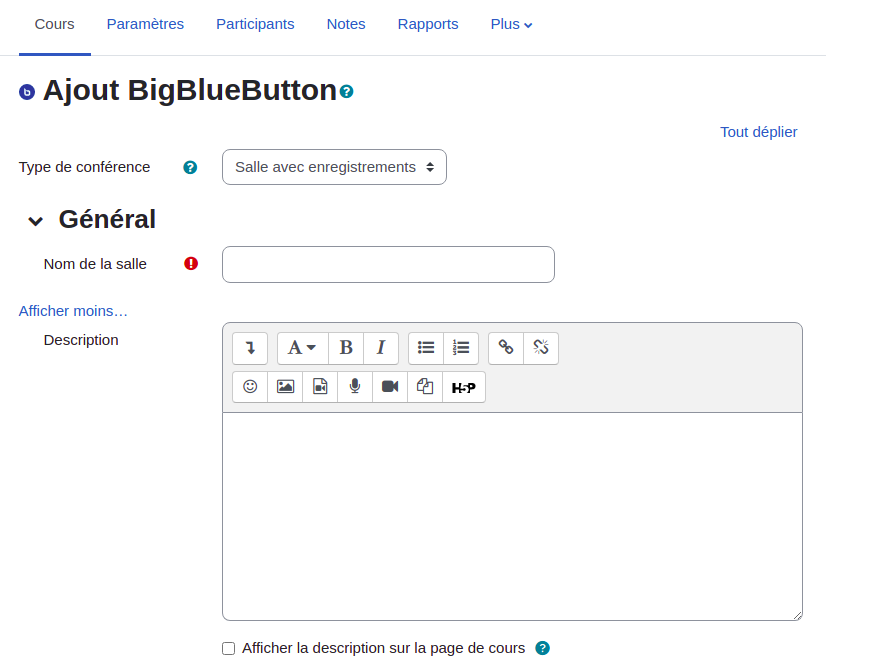 Cours Paramètres Participants Notes Rapports Plus
Ajout BigBlueButton
Tout déplier
Type de conférence Salle avec enregistrements
Général
Nom de la salle
Afficher moins…
Description
A B I
H5P
Afficher la description sur la page de cours